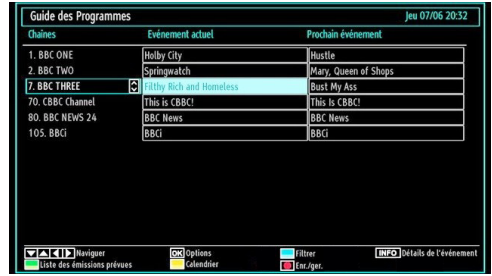 Guide des Programmes Jeu 07/06 20:32
Chaînes Evénement actuel Prochain événement
1. BBC ONE Holby City Hustle
2. BBC TWO Springwatch Mary, Queen of Shops
7. BBC THREE Filthy Rich and Homeless Bust My Ass
70. CBBC Channel This is CBBC! This Is CBBC!
80. BBC NEWS 24 BBC News BBC News
105. BBCi BBCi BBCi
Naviguer OK Options Filtrer INFO Détails de l'événement
Liste des émissions prévues Calendrier Enr./ger.